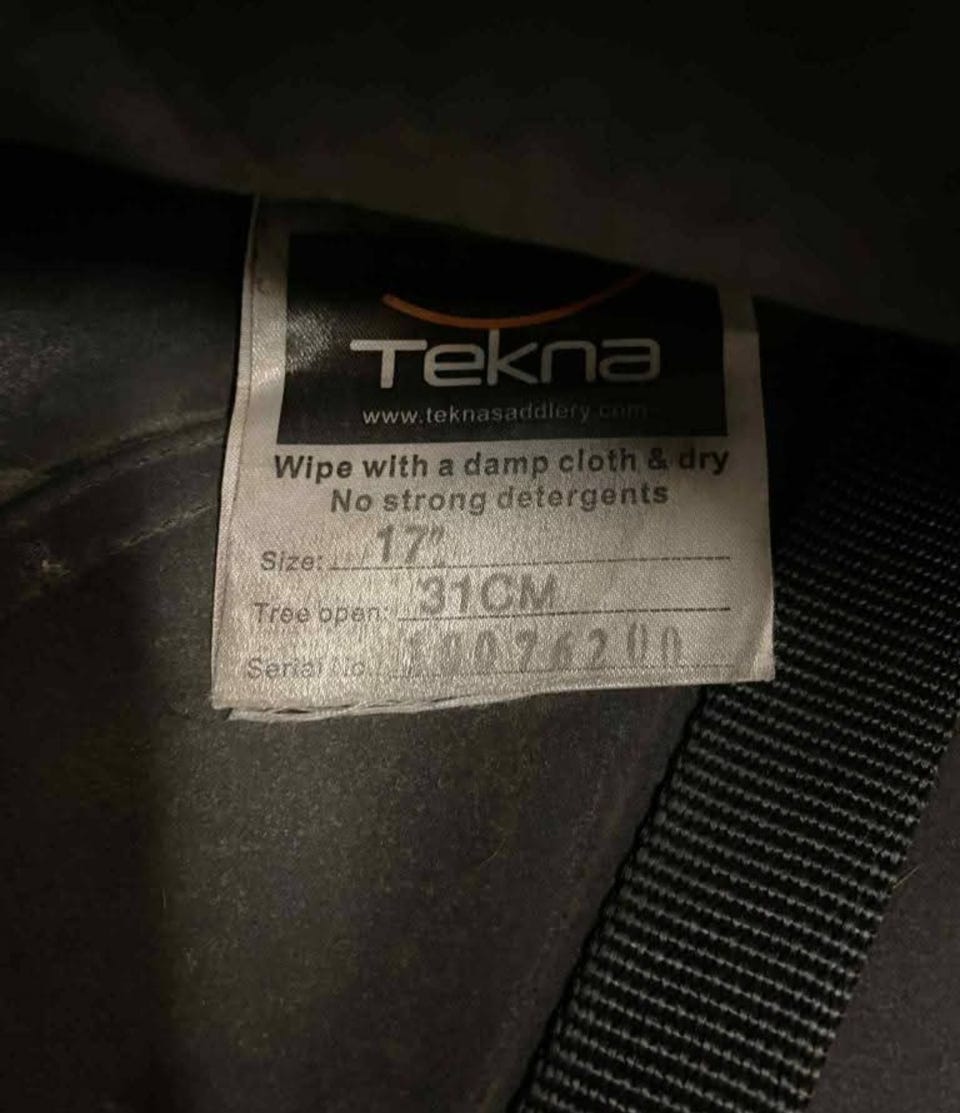 Tekna
www.teknasaddlery.com
Wipe with a damp cloth & dry
No strong detergents
Size: 17"
Tree open: 31CM
Serial No